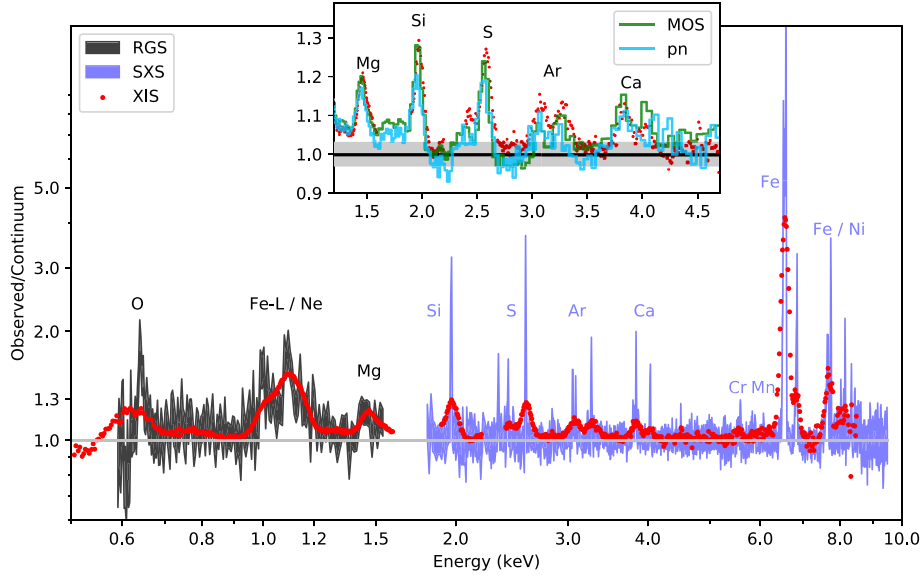 RGS
SXS
XIS
MOS
pn
Mg
Si
S
Ar
Ca
1.3
1.2
1.1
1.0
0.9
1.5
2.0
2.5
3.0
3.5
4.0
4.5
Observed/Continuum
5.0
3.0
2.0
1.3
1.0
O
Fe-L / Ne
Mg
Si
S
Ar
Ca
Cr Mn
Fe
Fe / Ni
0.6
0.8
1.0
1.2
1.5
2.0
3.0
4.0
6.0
8.0
10.0
Energy (keV)